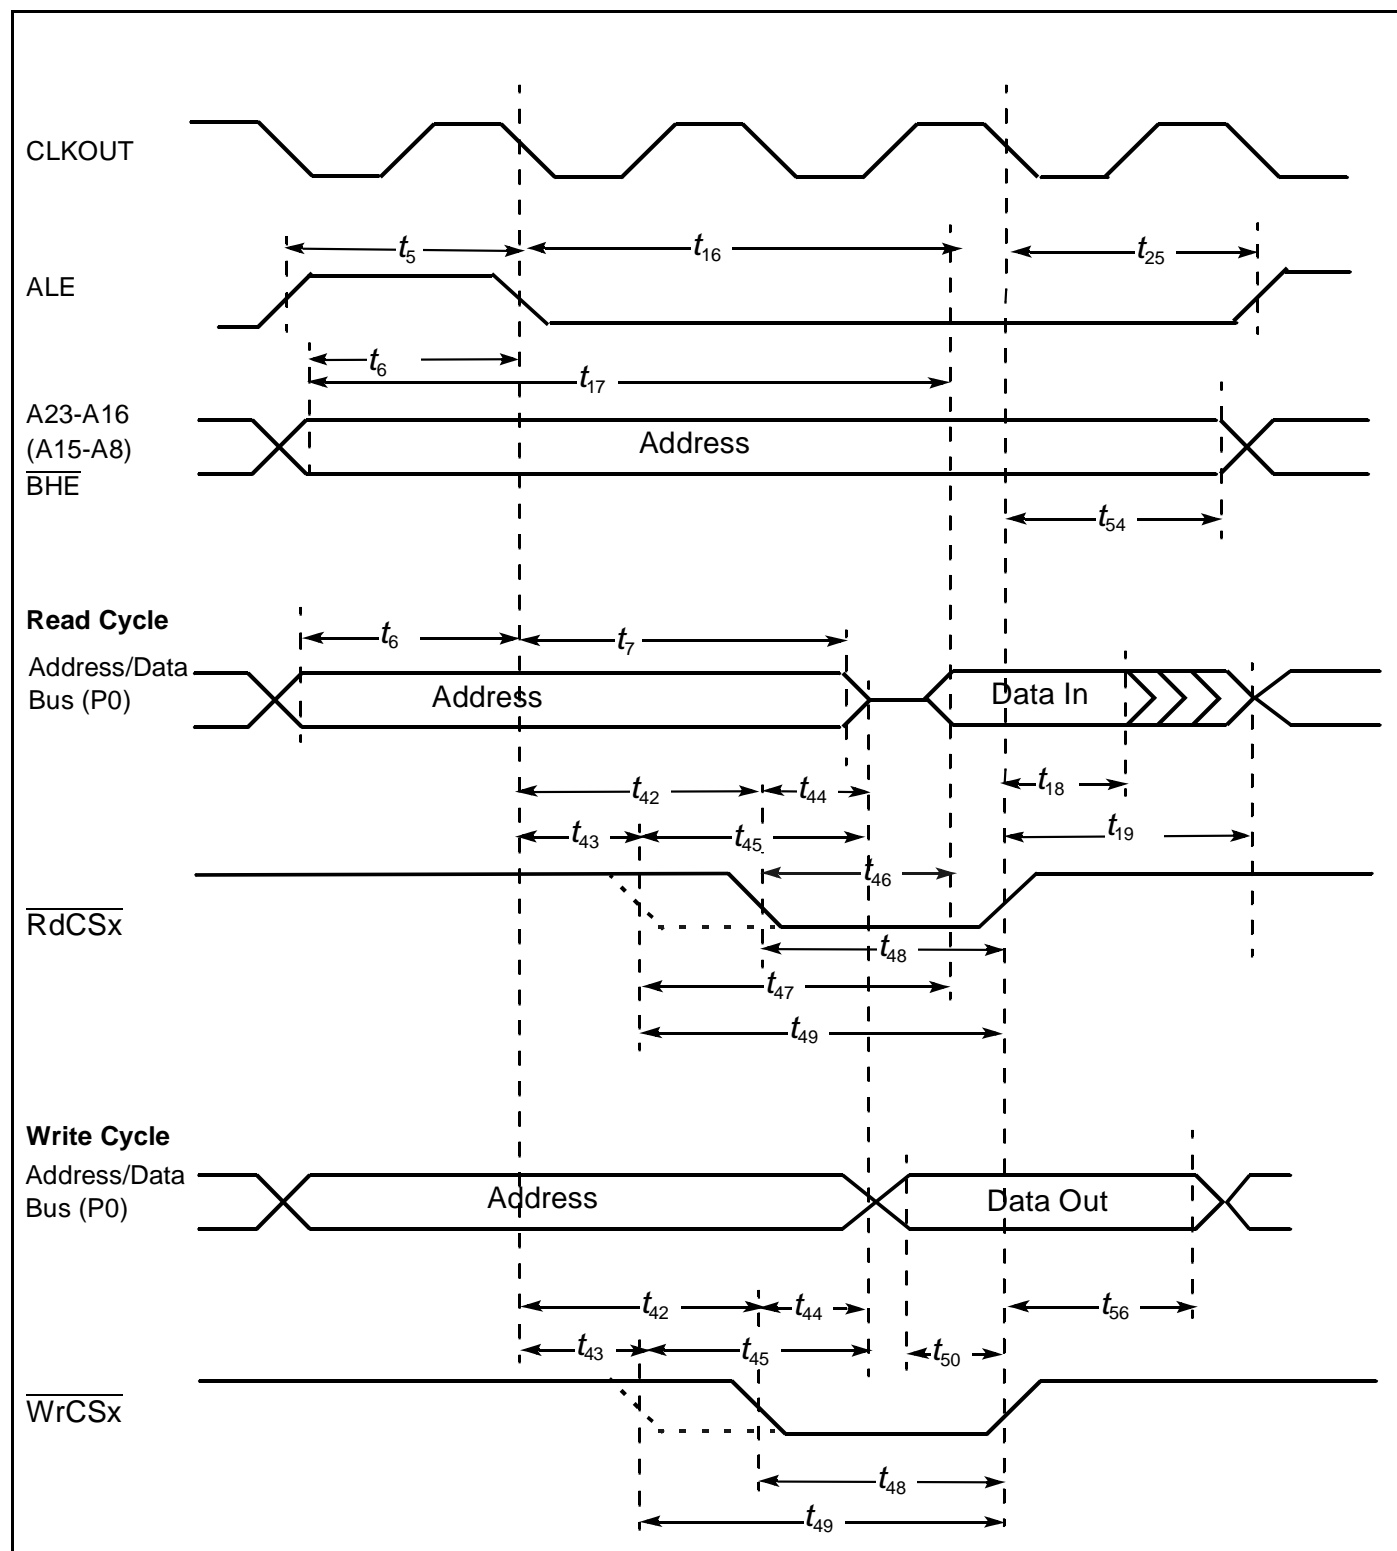 CLKOUT
t5 t16 t25
ALE
t6 t17
A23-A16
(A15-A8)
BHE
Address
t54
Read Cycle
t6 t7
Address/Data
Bus (P0)
Address Data In
t42 t44 t18
t43 t45 t19
t46
RdCSx
t48
t47
t49
Write Cycle
Address/Data
Bus (P0)
Address Data Out
t42 t44 t56
t43 t45 t50
WrCSx
t48
t49